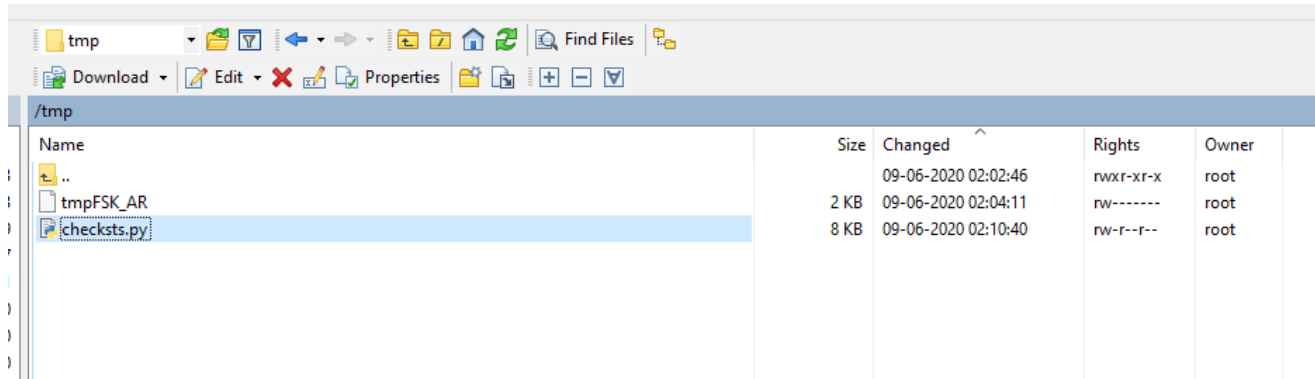 tmp Find Files
Download Edit Properties
/tmp
Name Size Changed Rights Owner
.. 09-06-2020 02:02:46 rwxr-xr-x root
tmpFSK_AR 2 KB 09-06-2020 02:04:11 rw------- root
checksts.py 8 KB 09-06-2020 02:10:40 rw-r--r-- root